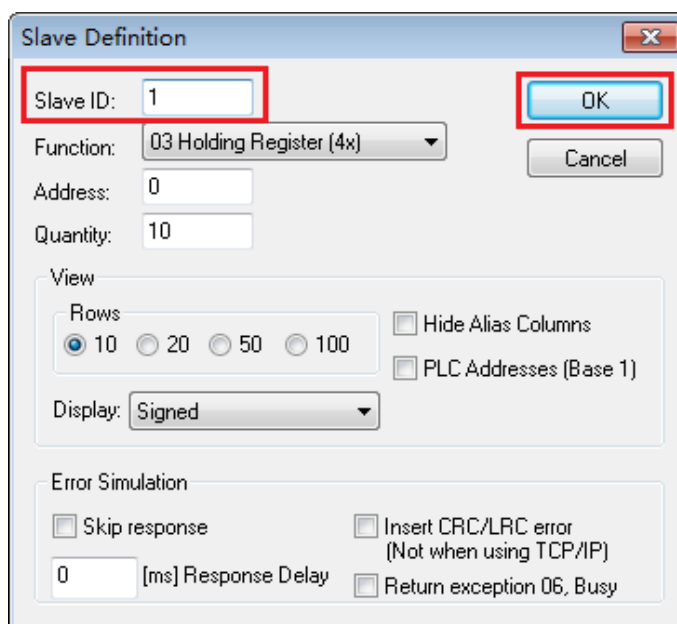 Slave Definition
Slave ID: 1
OK
Function: 03 Holding Register (4x)
Cancel
Address: 0
Quantity: 10
View
Rows
10 20 50 100
Hide Alias Columns
PLC Addresses (Base 1)
Display: Signed
Error Simulation
Skip response
Insert CRC/LRC error
(Not when using TCP/IP)
0 [ms] Response Delay
Return exception 06, Busy